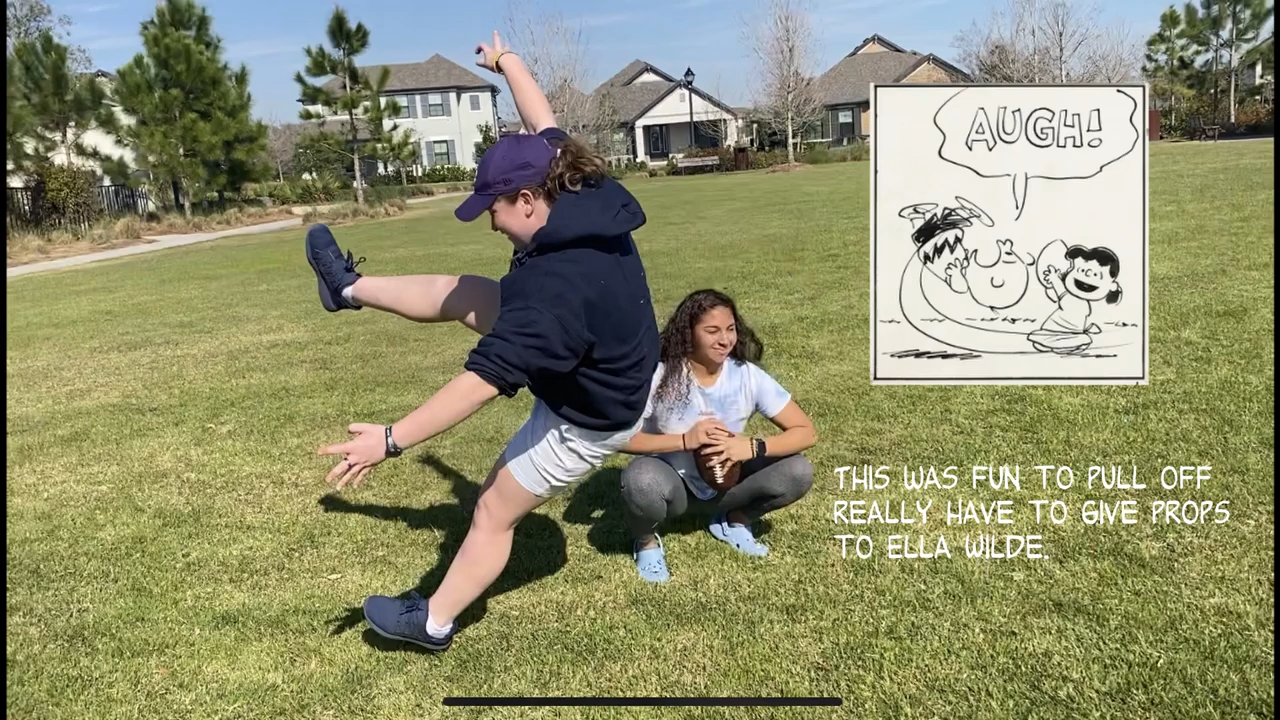 AUGH!
THIS WAS FUN TO PULL OFF
REALLY HAVE TO GIVE PROPS
TO ELLA WILDE.